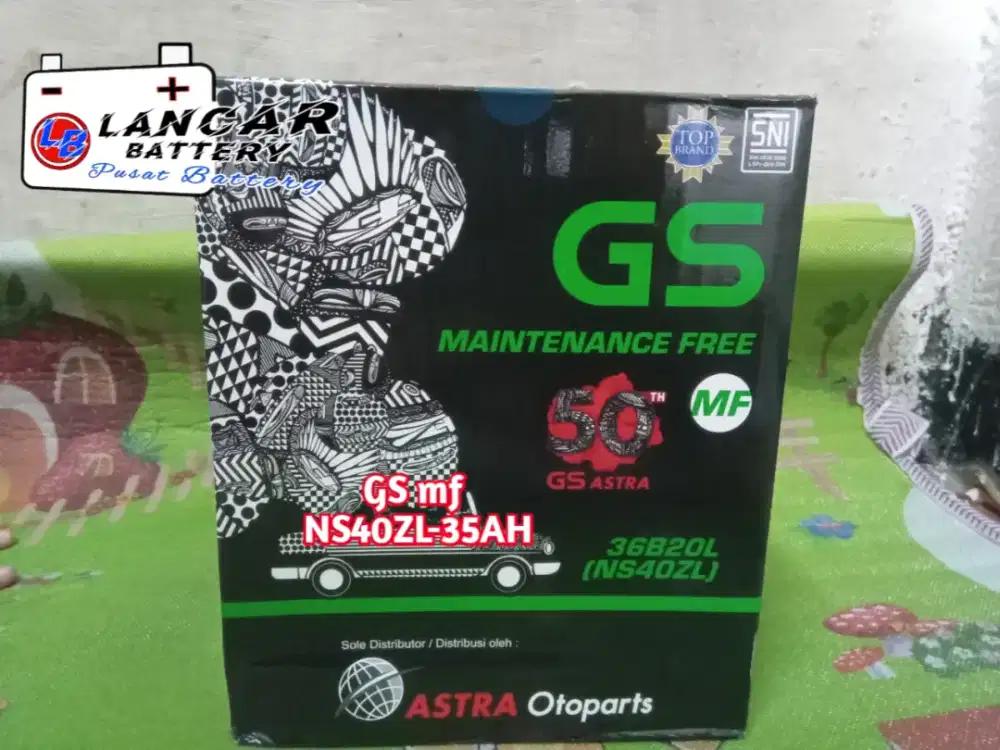 - +
LB LANCAR
BATTERY
Pusat Battery
TOP
BRAND
SNI
GS
MAINTENANCE FREE
50TH
MF
GS ASTRA
GS mf
NS40ZL-35AH
36B20L
(NS40ZL)
Sole Distributor / Distribusi oleh :
ASTRA Otoparts